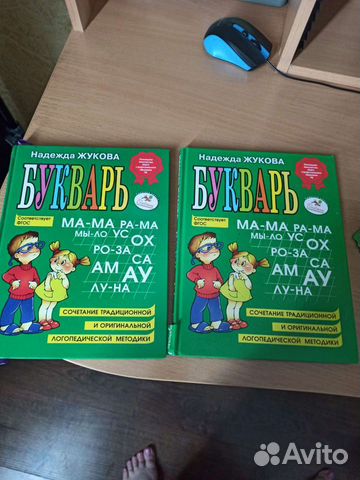 Надежда ЖУКОВА
БУКВАРЬ
Соответствует
ФГОС
МА-МА РА-МА
МЫ-ЛО УС ОХ
РО-ЗА СА
АМ АУ
ЛУ-НА
СОЧЕТАНИЕ ТРАДИЦИОННОЙ
И ОРИГИНАЛЬНОЙ
ЛОГОПЕДИЧЕСКОЙ МЕТОДИКИ
Надежда ЖУКОВА
БУКВАРЬ
Соответствует
ФГОС
МА-МА РА-МА
МЫ-ЛО УС ОХ
РО-ЗА СА
АМ АУ
ЛУ-НА
СОЧЕТАНИЕ ТРАДИЦИОННОЙ
И ОРИГИНАЛЬНОЙ
ЛОГОПЕДИЧЕСКОЙ МЕТОДИКИ
Avito